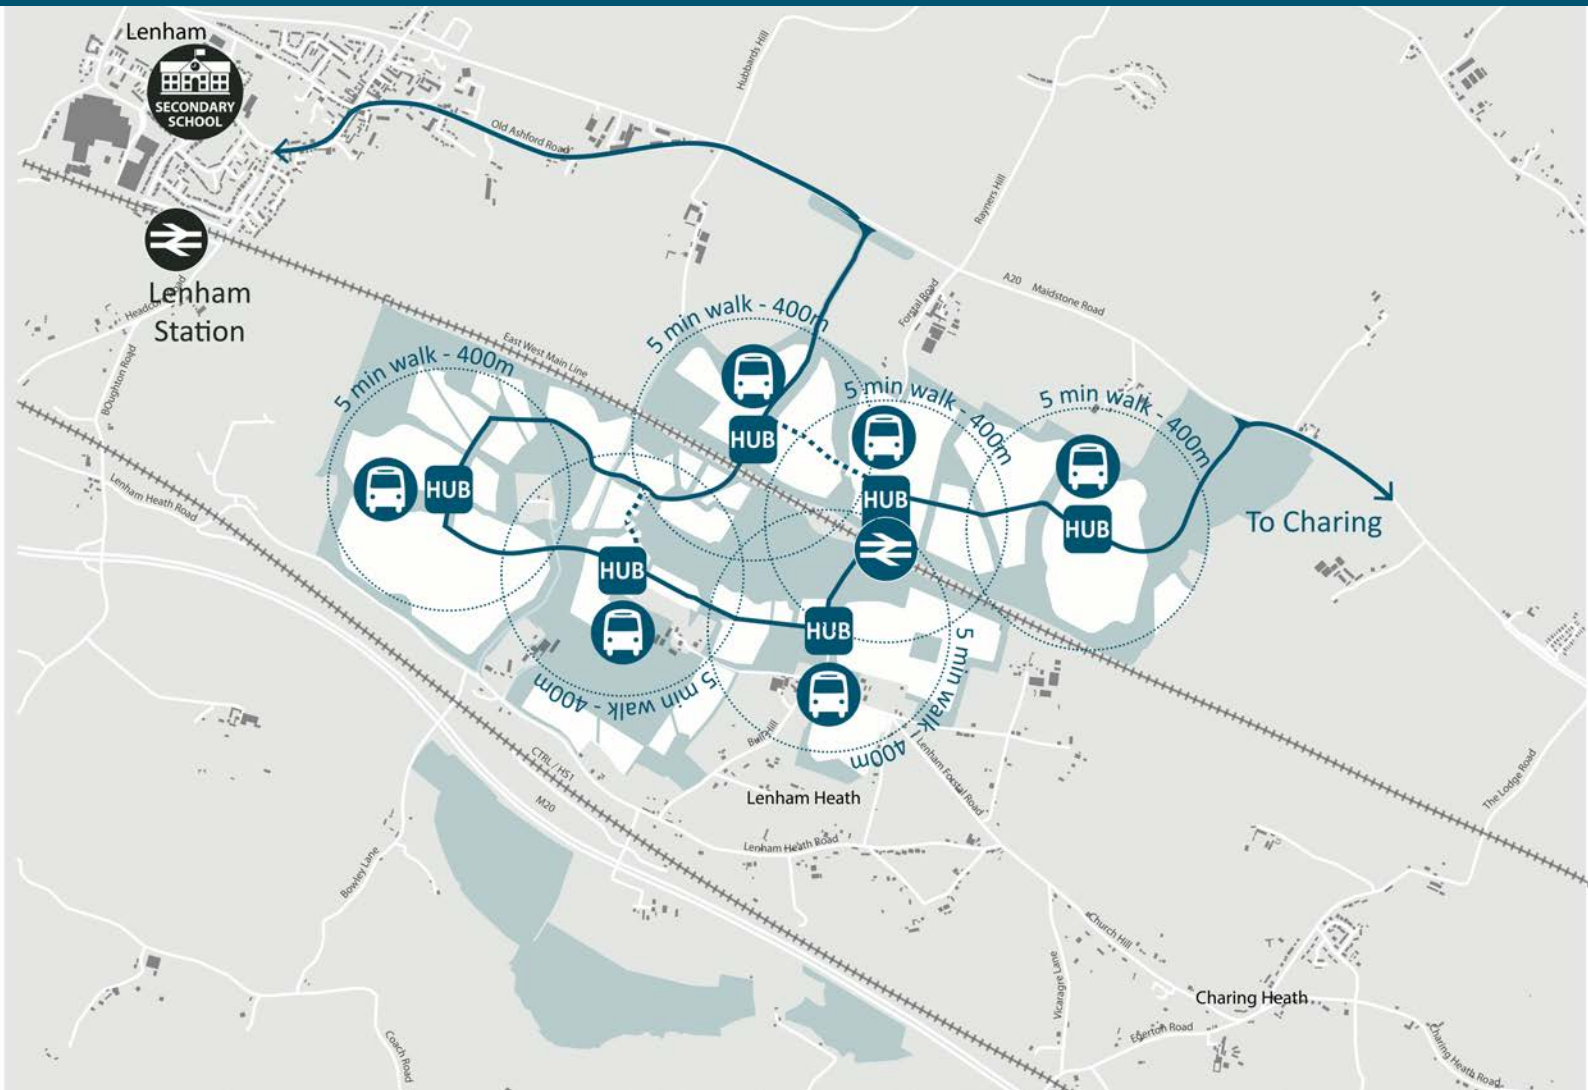 Lenham
SECONDARY
SCHOOL
Hubbards Hill
Old Ashford Road
Rayners Hill
Lenham
Station
Headcorn Road
A20 Maidstone Road
Forstal Road
5 min walk - 400m
East West Main Line
5 min walk - 400m
BOughton Road
5 min walk - 400m
5 min walk - 400m
HUB
HUB
HUB
HUB
To Charing
Lenham Heath Road
HUB
HUB
5 min walk - 400m
5 min walk - 400m
CTRL / HS1
M20
Lenham Forstal Road
Lenham Heath
The Lodge Road
Lenham Heath Road
Bowley Lane
Church Hill
Vicaragre Lane
Charing Heath
Egerton Road
Coach Road
Charing Heath Road